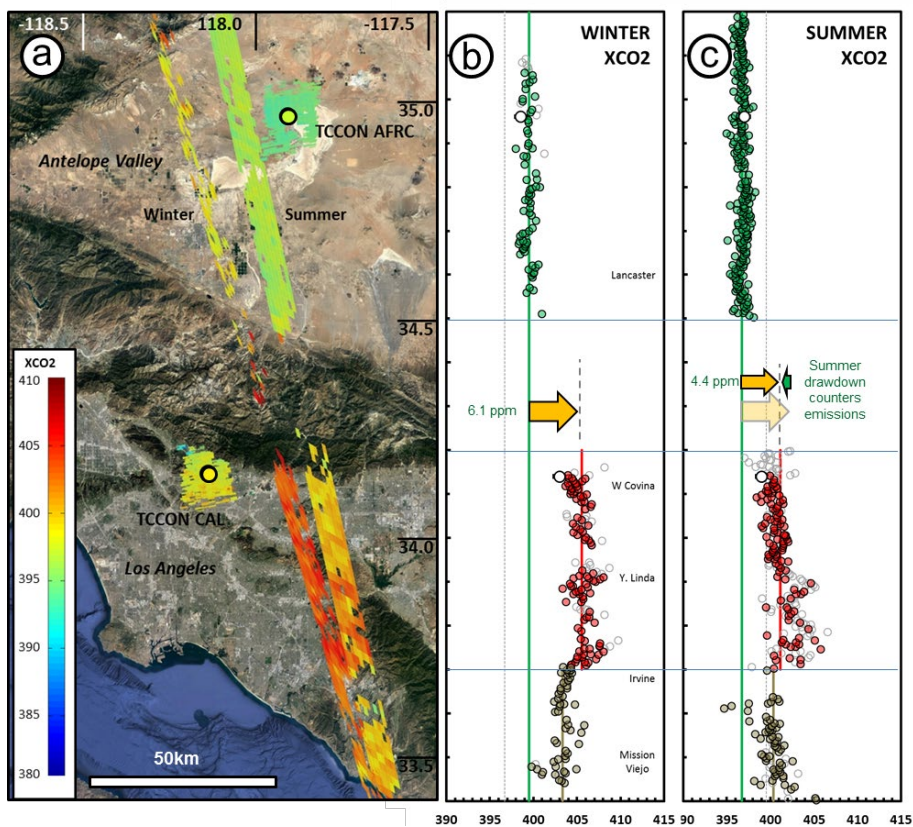 -118.5
118.0
-117.5
a
35.0
TCCON AFRC
Antelope Valley
Winter
Summer
34.5
XCO2
410
405
400
395
390
385
380
TCCON CAL
34.0
Los Angeles
33.5
50km
b
WINTER
XCO2
Lancaster
6.1 ppm
W Covina
Y. Linda
Irvine
Mission
Viejo
390 395 400 405 410 415
c
SUMMER
XCO2
4.4 ppm
Summer
drawdown
counters
emissions
390 395 400 405 410 415